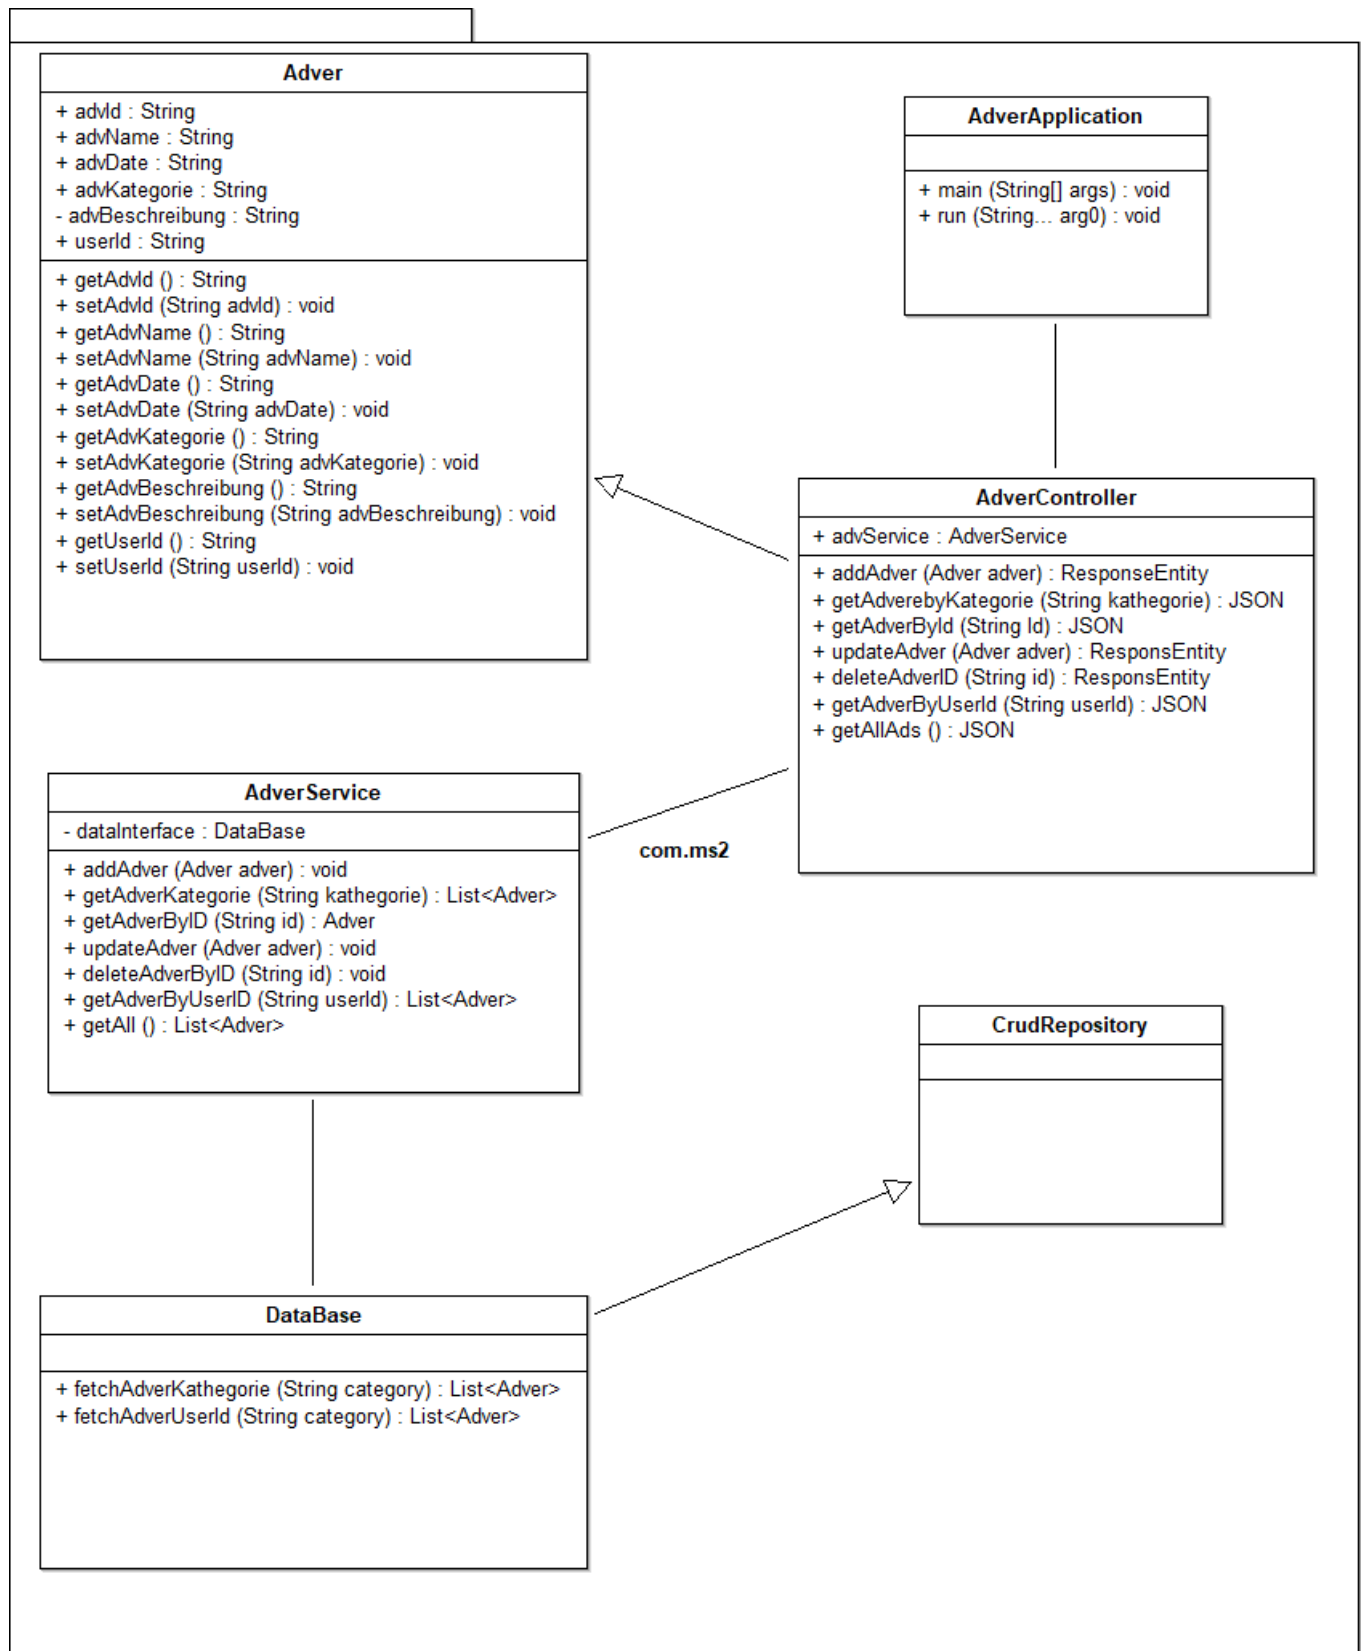 Adver
+ advId : String
+ advName : String
+ advDate : String
+ advKategorie : String
- advBeschreibung : String
+ userId : String
+ getAdvId () : String
+ setAdvId (String advId) : void
+ getAdvName () : String
+ setAdvName (String advName) : void
+ getAdvDate () : String
+ setAdvDate (String advDate) : void
+ getAdvKategorie () : String
+ setAdvKategorie (String advKategorie) : void
+ getAdvBeschreibung () : String
+ setAdvBeschreibung (String advBeschreibung) : void
+ getUserId () : String
+ setUserId (String userId) : void
AdverApplication
+ main (String[] args) : void
+ run (String... arg0) : void
AdverController
+ advService : AdverService
+ addAdver (Adver adver) : ResponseEntity
+ getAdverebyKategorie (String kathegorie) : JSON
+ getAdverById (String Id) : JSON
+ updateAdver (Adver adver) : ResponsEntity
+ deleteAdverID (String id) : ResponsEntity
+ getAdverByUserId (String userId) : JSON
+ getAllAds () : JSON
AdverService
- dataInterface : DataBase
+ addAdver (Adver adver) : void
+ getAdverKategorie (String kathegorie) : List<Adver>
+ getAdverByID (String id) : Adver
+ updateAdver (Adver adver) : void
+ deleteAdverByID (String id) : void
+ getAdverByUserID (String userId) : List<Adver>
+ getAll () : List<Adver>
com.ms2
CrudRepository
DataBase
+ fetchAdverKathegorie (String category) : List<Adver>
+ fetchAdverUserId (String category) : List<Adver>